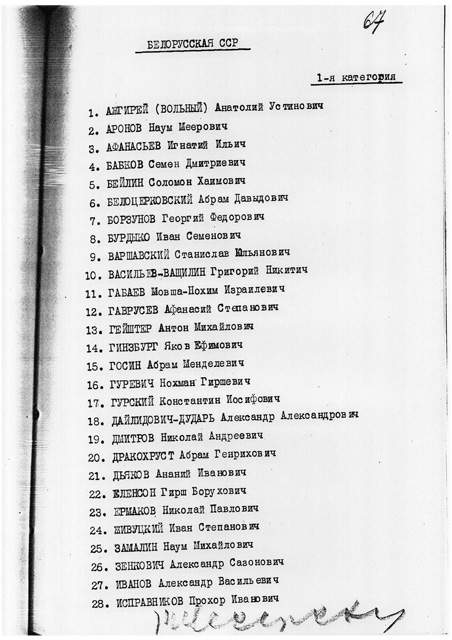 67
БЕЛОРУССКАЯ ССР
1-я категория
1. АНГИРЕЙ (ВОЛЬНЫЙ) Анатолий Устинович
2. АРОНОВ Наум Меерович
3. АФАНАСЬЕВ Игнатий Ильич
4. БАБКОВ Семен Дмитриевич
5. БЕЙЛИН Соломон Хаимович
6. БЕЛОЦЕРКОВСКИЙ Абрам Давыдович
7. БОРЗУНОВ Георгий Федорович
8. БУРДЫКО Иван Семенович
9. ВАРШАВСКИЙ Станислав Юльянович
10. ВАСИЛЬЕВ-ВАЩИЛИН Григорий Никитич
11. ГАБАЕВ Мовша-Нохим Израилевич
12. ГАВРУСЕВ Афанасий Степанович
13. ГЕЙШТЕР Антон Михайлович
14. ГИНЗБУРГ Яков Ефимович
15. ГОСИН Абрам Менделевич
16. ГУРЕВИЧ Нохман Гиршевич
17. ГУРСКИЙ Константин Иосифович
18. ДАЙЛИДОВИЧ-ДУДАРЬ Александр Александрович
19. ДМИТРОВ Николай Андреевич
20. ДРАКОХРУСТ Абрам Генрихович
21. ДЬЯКОВ Ананий Иванович
22. ЕЛЕНСОН Гирш Борухович
23. ЕРМАКОВ Николай Павлович
24. ЖИВУЦКИЙ Иван Степанович
25. ЗАМАЛИН Наум Михайлович
26. ЗЕНКОВИЧ Александр Сазонович
27. ИВАНОВ Александр Васильевич
28. ИСПРАВНИКОВ Прохор Иванович